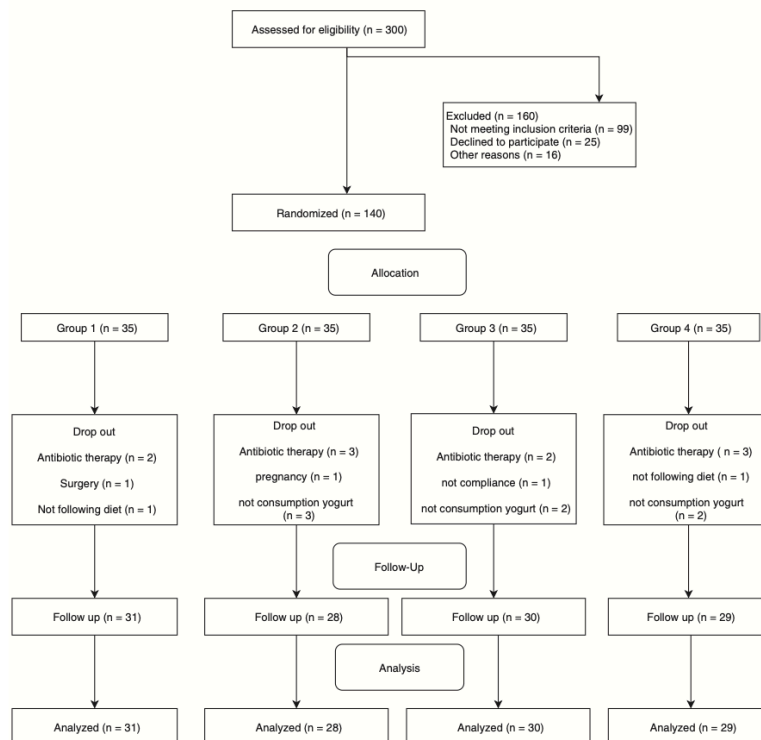 Assessed for eligibility (n = 300)
Excluded (n = 160)
Not meeting inclusion criteria (n = 99)
Declined to participate (n = 25)
Other reasons (n = 16)
Randomized (n = 140)
Allocation
Group 1 (n = 35)
Group 2 (n = 35)
Group 3 (n = 35)
Group 4 (n = 35)
Drop out
Antibiotic therapy (n = 2)
Surgery (n = 1)
Not following diet (n = 1)
Drop out
Antibiotic therapy (n = 3)
pregnancy (n = 1)
not consumption yogurt
(n = 3)
Drop out
Antibiotic therapy (n = 2)
not compliance (n = 1)
not consumption yogurt (n = 2)
Drop out
Antibiotic therapy ( n = 3)
not following diet (n = 1)
not consumption yogurt
(n = 2)
Follow-Up
Follow up (n = 31)
Follow up (n = 28)
Follow up (n = 30)
Follow up (n = 29)
Analysis
Analyzed (n = 31)
Analyzed (n = 28)
Analyzed (n = 30)
Analyzed (n = 29)